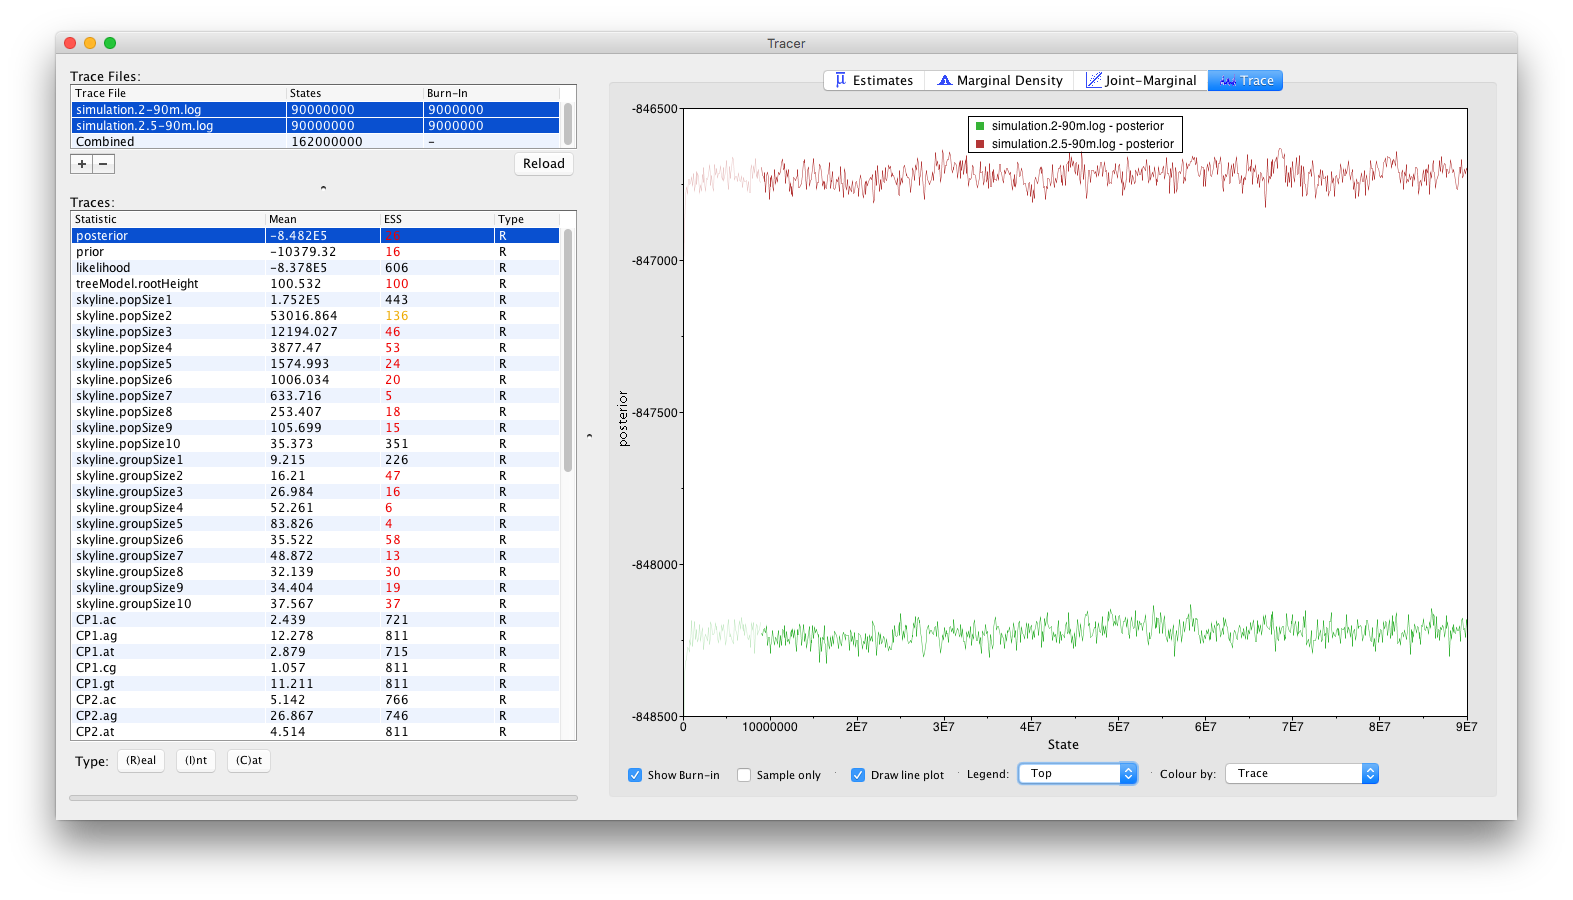 Tracer
Trace Files:
Trace File States Burn-In
simulation.2-90m.log 90000000 9000000
simulation.2.5-90m.log 90000000 9000000
Combined 162000000 -
+ −
Reload
Traces:
Statistic Mean ESS Type
posterior -8.482E5 26 R
prior -10379.32 16 R
likelihood -8.378E5 606 R
treeModel.rootHeight 100.532 100 R
skyline.popSize1 1.752E5 443 R
skyline.popSize2 53016.864 136 R
skyline.popSize3 12194.027 46 R
skyline.popSize4 3877.47 53 R
skyline.popSize5 1574.993 24 R
skyline.popSize6 1006.034 20 R
skyline.popSize7 633.716 5 R
skyline.popSize8 253.407 18 R
skyline.popSize9 105.699 15 R
skyline.popSize10 35.373 351 R
skyline.groupSize1 9.215 226 R
skyline.groupSize2 16.21 47 R
skyline.groupSize3 26.984 16 R
skyline.groupSize4 52.261 6 R
skyline.groupSize5 83.826 4 R
skyline.groupSize6 35.522 58 R
skyline.groupSize7 48.872 13 R
skyline.groupSize8 32.139 30 R
skyline.groupSize9 34.404 19 R
skyline.groupSize10 37.567 37 R
CP1.ac 2.439 721 R
CP1.ag 12.278 811 R
CP1.at 2.879 715 R
CP1.cg 1.057 811 R
CP1.gt 11.211 811 R
CP2.ac 5.142 766 R
CP2.ag 26.867 746 R
CP2.at 4.514 811 R
Type: (R)eal (I)nt (C)at
Estimates Marginal Density Joint-Marginal Trace
simulation.2-90m.log - posterior
simulation.2.5-90m.log - posterior
-846500
-847000
-847500
-848000
-848500
posterior
0 10000000 2E7 3E7 4E7 5E7 6E7 7E7 8E7 9E7
State
Show Burn-in Sample only Draw line plot Legend: Top Colour by: Trace